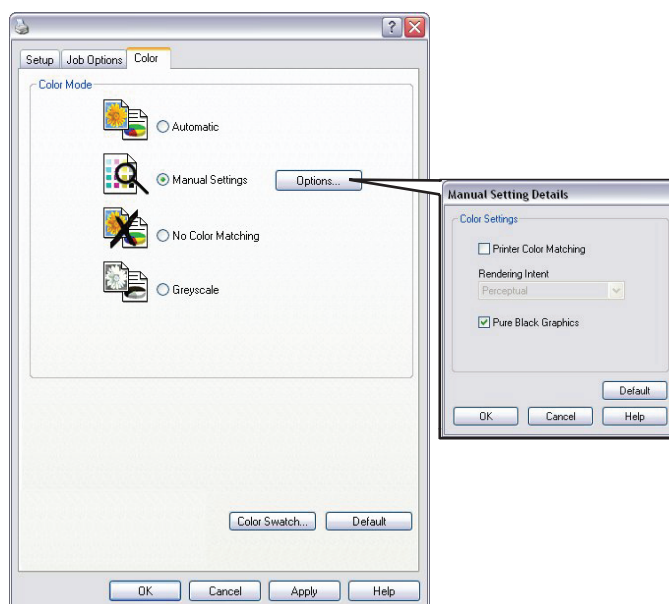 Setup Job Options Color
Color Mode
Automatic
Manual Settings Options...
No Color Matching
Greyscale
Color Swatch... Default
OK Cancel Apply Help
Manual Setting Details
Color Settings
Printer Color Matching
Rendering Intent
Perceptual
Pure Black Graphics
Default
OK Cancel Help